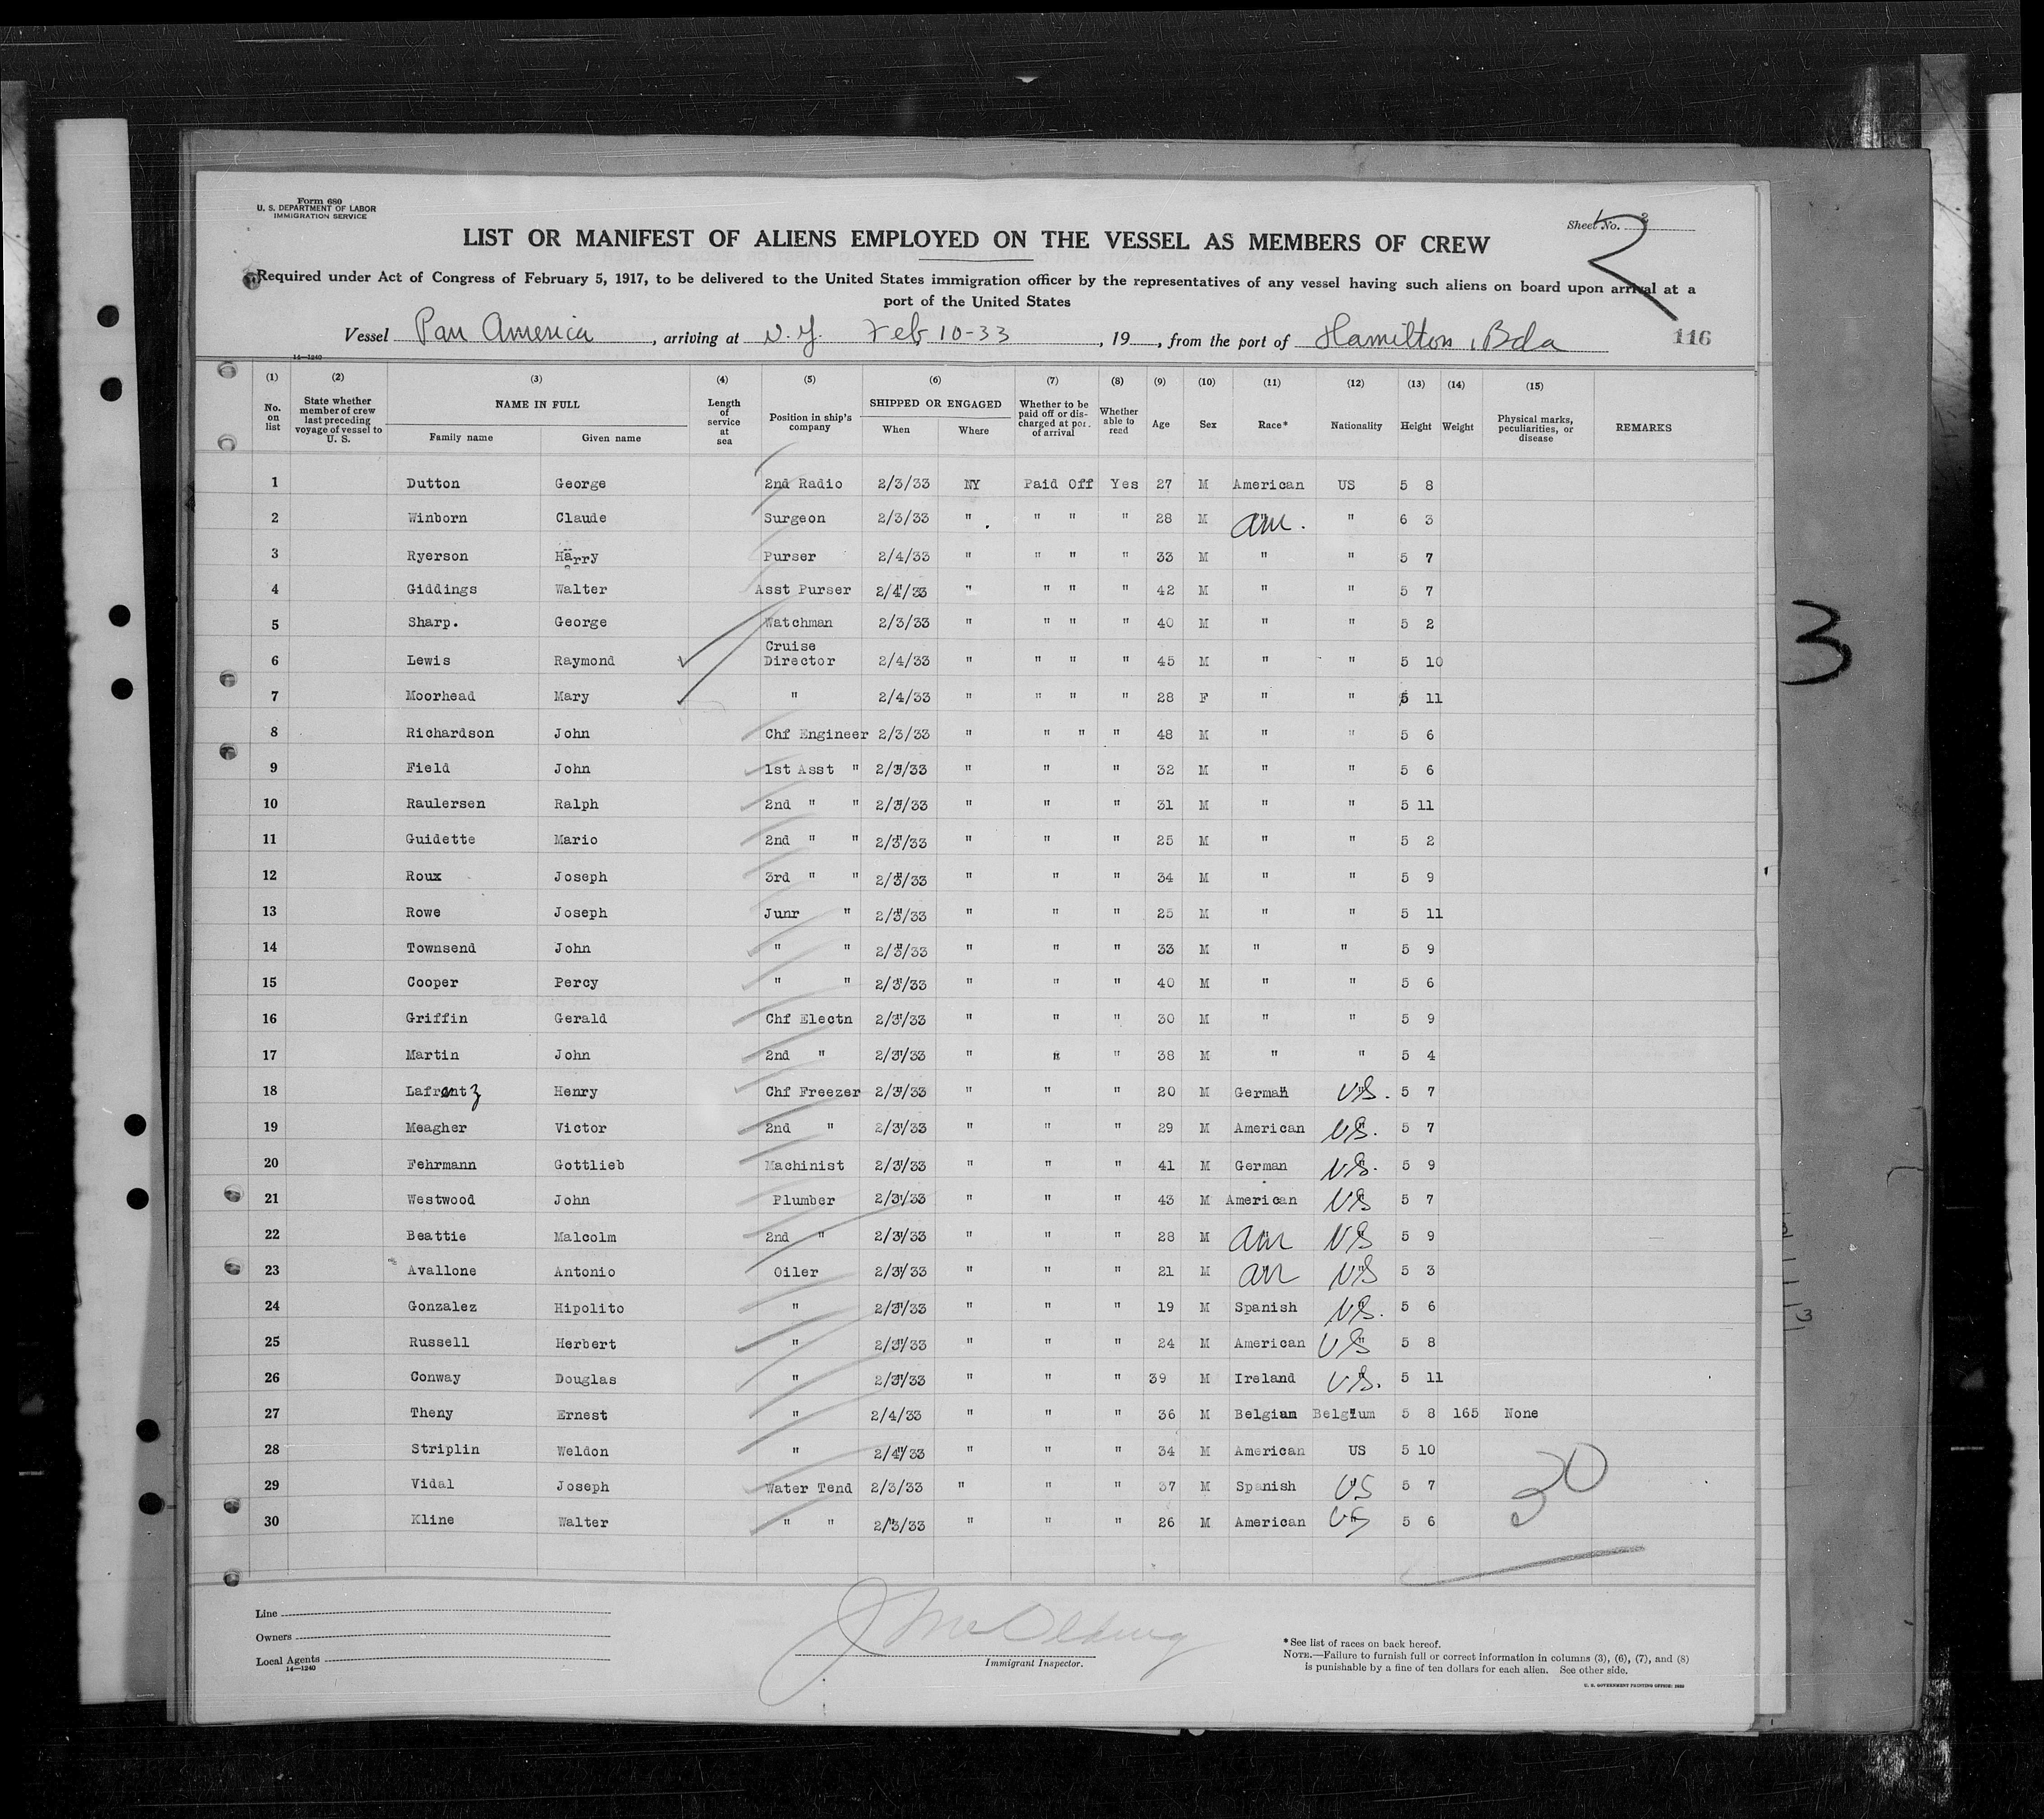 Form 680
U. S. DEPARTMENT OF LABOR
IMMIGRATION SERVICE
Sheet No. 2
LIST OR MANIFEST OF ALIENS EMPLOYED ON THE VESSEL AS MEMBERS OF CREW
Required under Act of Congress of February 5, 1917, to be delivered to the United States immigration officer by the representatives of any vessel having such aliens on board upon arrival at a
port of the United States
Vessel Pan America, arriving at N.Y. Feb 10-33, 19, from the port of Hamilton, Bda 116
14—1240
(1) (2) (3) (4) (5) (6) (7) (8) (9) (10) (11) (12) (13) (14) (15)
No. on list State whether member of crew last preceding voyage of vessel to U. S. NAME IN FULL Family name Given name Length of service at sea Position in ship's company SHIPPED OR ENGAGED When Where Whether to be paid off or discharged at port of arrival Whether able to read Age Sex Race* Nationality Height Weight Physical marks, peculiarities, or disease REMARKS
1 Dutton George 2nd Radio 2/3/33 NY Paid Off Yes 27 M American US 5 8
2 Winborn Claude Surgeon 2/3/33 " . " " " 28 M Am. " 6 3
3 Ryerson Harry Purser 2/4/33 " " " " 33 M " " 5 7
4 Giddings Walter Asst Purser 2/4/33 " " " " 42 M " " 5 7
5 Sharp. George Watchman 2/3/33 " " " " 40 M " " 5 2
6 Lewis Raymond Cruise Director 2/4/33 " " " " 45 M " " 5 10
7 Moorhead Mary " 2/4/33 " " " " 28 F " " 5 11
8 Richardson John Chf Engineer 2/3/33 " " " " 48 M " " 5 6
9 Field John 1st Asst " 2/3/33 " " " 32 M " " 5 6
10 Raulersen Ralph 2nd " " 2/3/33 " " " 31 M " " 5 11
11 Guidette Mario 2nd " " 2/3/33 " " " 25 M " " 5 2
12 Roux Joseph 3rd " " 2/3/33 " " " 34 M " " 5 9
13 Rowe Joseph Junr " 2/3/33 " " " 25 M " " 5 11
14 Townsend John " " 2/3/33 " " " 33 M " " 5 9
15 Cooper Percy " " 2/3/33 " " " 40 M " " 5 6
16 Griffin Gerald Chf Electn 2/3/33 " " " 30 M " " 5 9
17 Martin John 2nd " 2/3/33 " " " 38 M " " 5 4
18 Lafrentz Henry Chf Freezer 2/3/33 " " " 20 M German US. 5 7
19 Meagher Victor 2nd " 2/3/33 " " " 29 M American US. 5 7
20 Fehrmann Gottlieb Machinist 2/3/33 " " " 41 M German US. 5 9
21 Westwood John Plumber 2/3/33 " " " 43 M American US 5 7
22 Beattie Malcolm 2nd " 2/3/33 " " " 28 M Am US 5 9
23 Avallone Antonio Oiler 2/3/33 " " " 21 M Am US 5 3
24 Gonzalez Hipolito " 2/3/33 " " " 19 M Spanish US. 5 6
25 Russell Herbert " 2/3/33 " " " 24 M American US 5 8
26 Conway Douglas " 2/3/33 " " " 39 M Ireland US. 5 11
27 Theny Ernest " 2/4/33 " " " 36 M Belgian Belgium 5 8 165 None
28 Striplin Weldon " 2/4/33 " " " 34 M American US 5 10
29 Vidal Joseph Water Tend 2/3/33 " " " 37 M Spanish US 5 7
30 Kline Walter " " 2/3/33 " " " 26 M American US 5 6
30
3
Line
Owners
Local Agents
14—1240
Immigrant Inspector.
*See list of races on back hereof.
NOTE.—Failure to furnish full or correct information in columns (3), (6), (7), and (8)
is punishable by a fine of ten dollars for each alien. See other side.